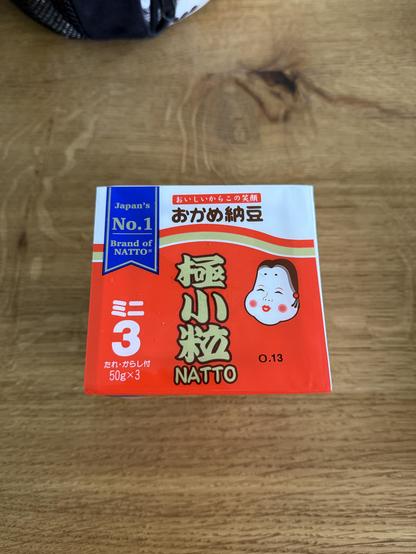 Japan's
No.1
Brand of
NATTO®
おいしいからこの笑顔
おかめ納豆
極小粒
NATTO
ミニ
3
たれ・からし付
50g×3
0.13